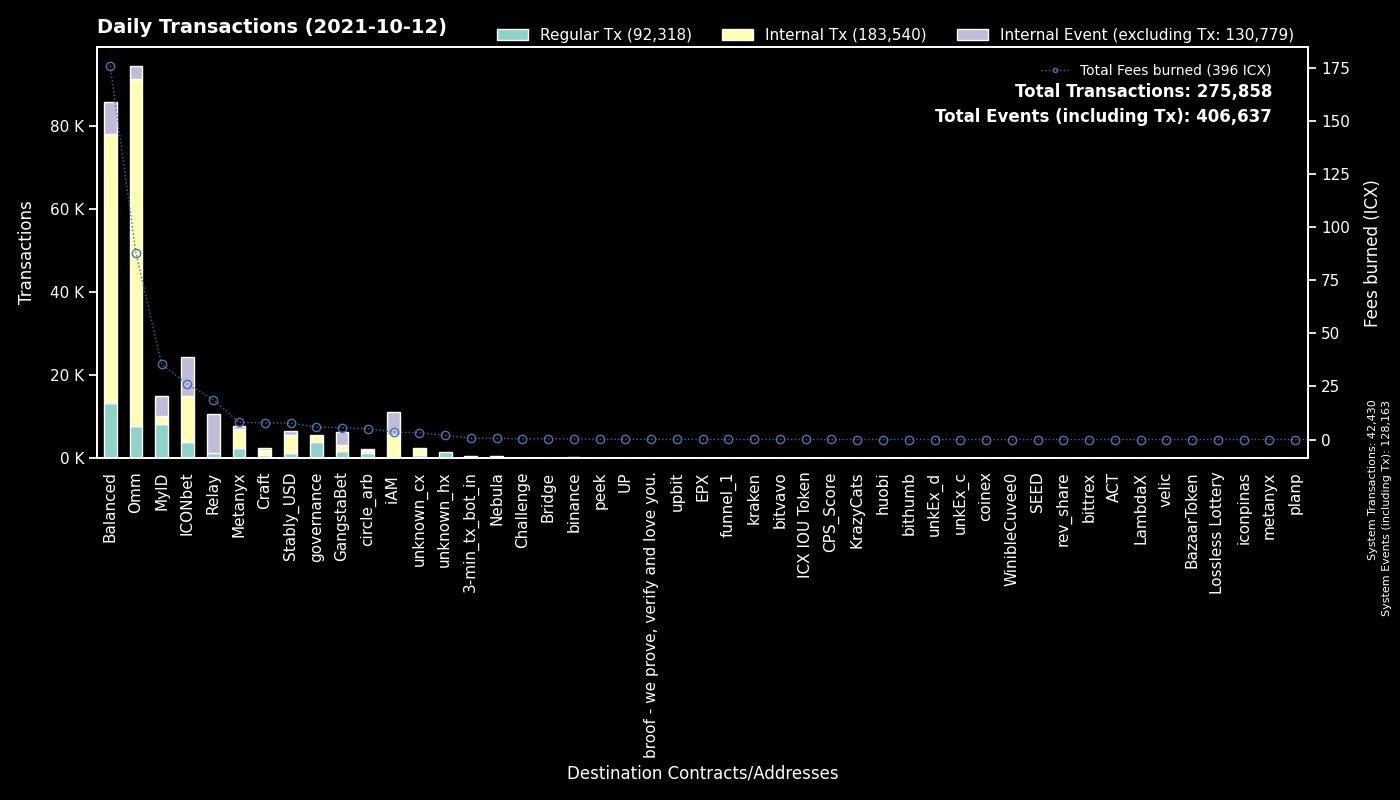 Daily Transactions (2021-10-12)
Regular Tx (92,318)
Internal Tx (183,540)
Internal Event (excluding Tx: 130,779)
Total Fees burned (396 ICX)
Total Transactions: 275,858
Total Events (including Tx): 406,637
Transactions
80 K
60 K
40 K
20 K
0 K
175
150
125
100
75
50
25
0
Fees burned (ICX)
System Transactions: 42,430
System Events (including Tx): 128,163
Balanced
Omm
MyID
ICONbet
Relay
Metanyx
Craft
Stably_USD
governance
GangstaBet
circle_arb
iAM
unknown_cx
unknown_hx
3-min_tx_bot_in
Nebula
Challenge
Bridge
binance
peek
UP
broof - we prove, verify and love you.
upbit
EPX
funnel_1
kraken
bitvavo
ICX IOU Token
CPS_Score
KrazyCats
huobi
bithumb
unkEx_d
unkEx_c
coinex
WinibleCuvee0
SEED
rev_share
bittrex
ACT
LambdaX
velic
BazaarToken
Lossless Lottery
iconpinas
metanyx
planp
Destination Contracts/Addresses